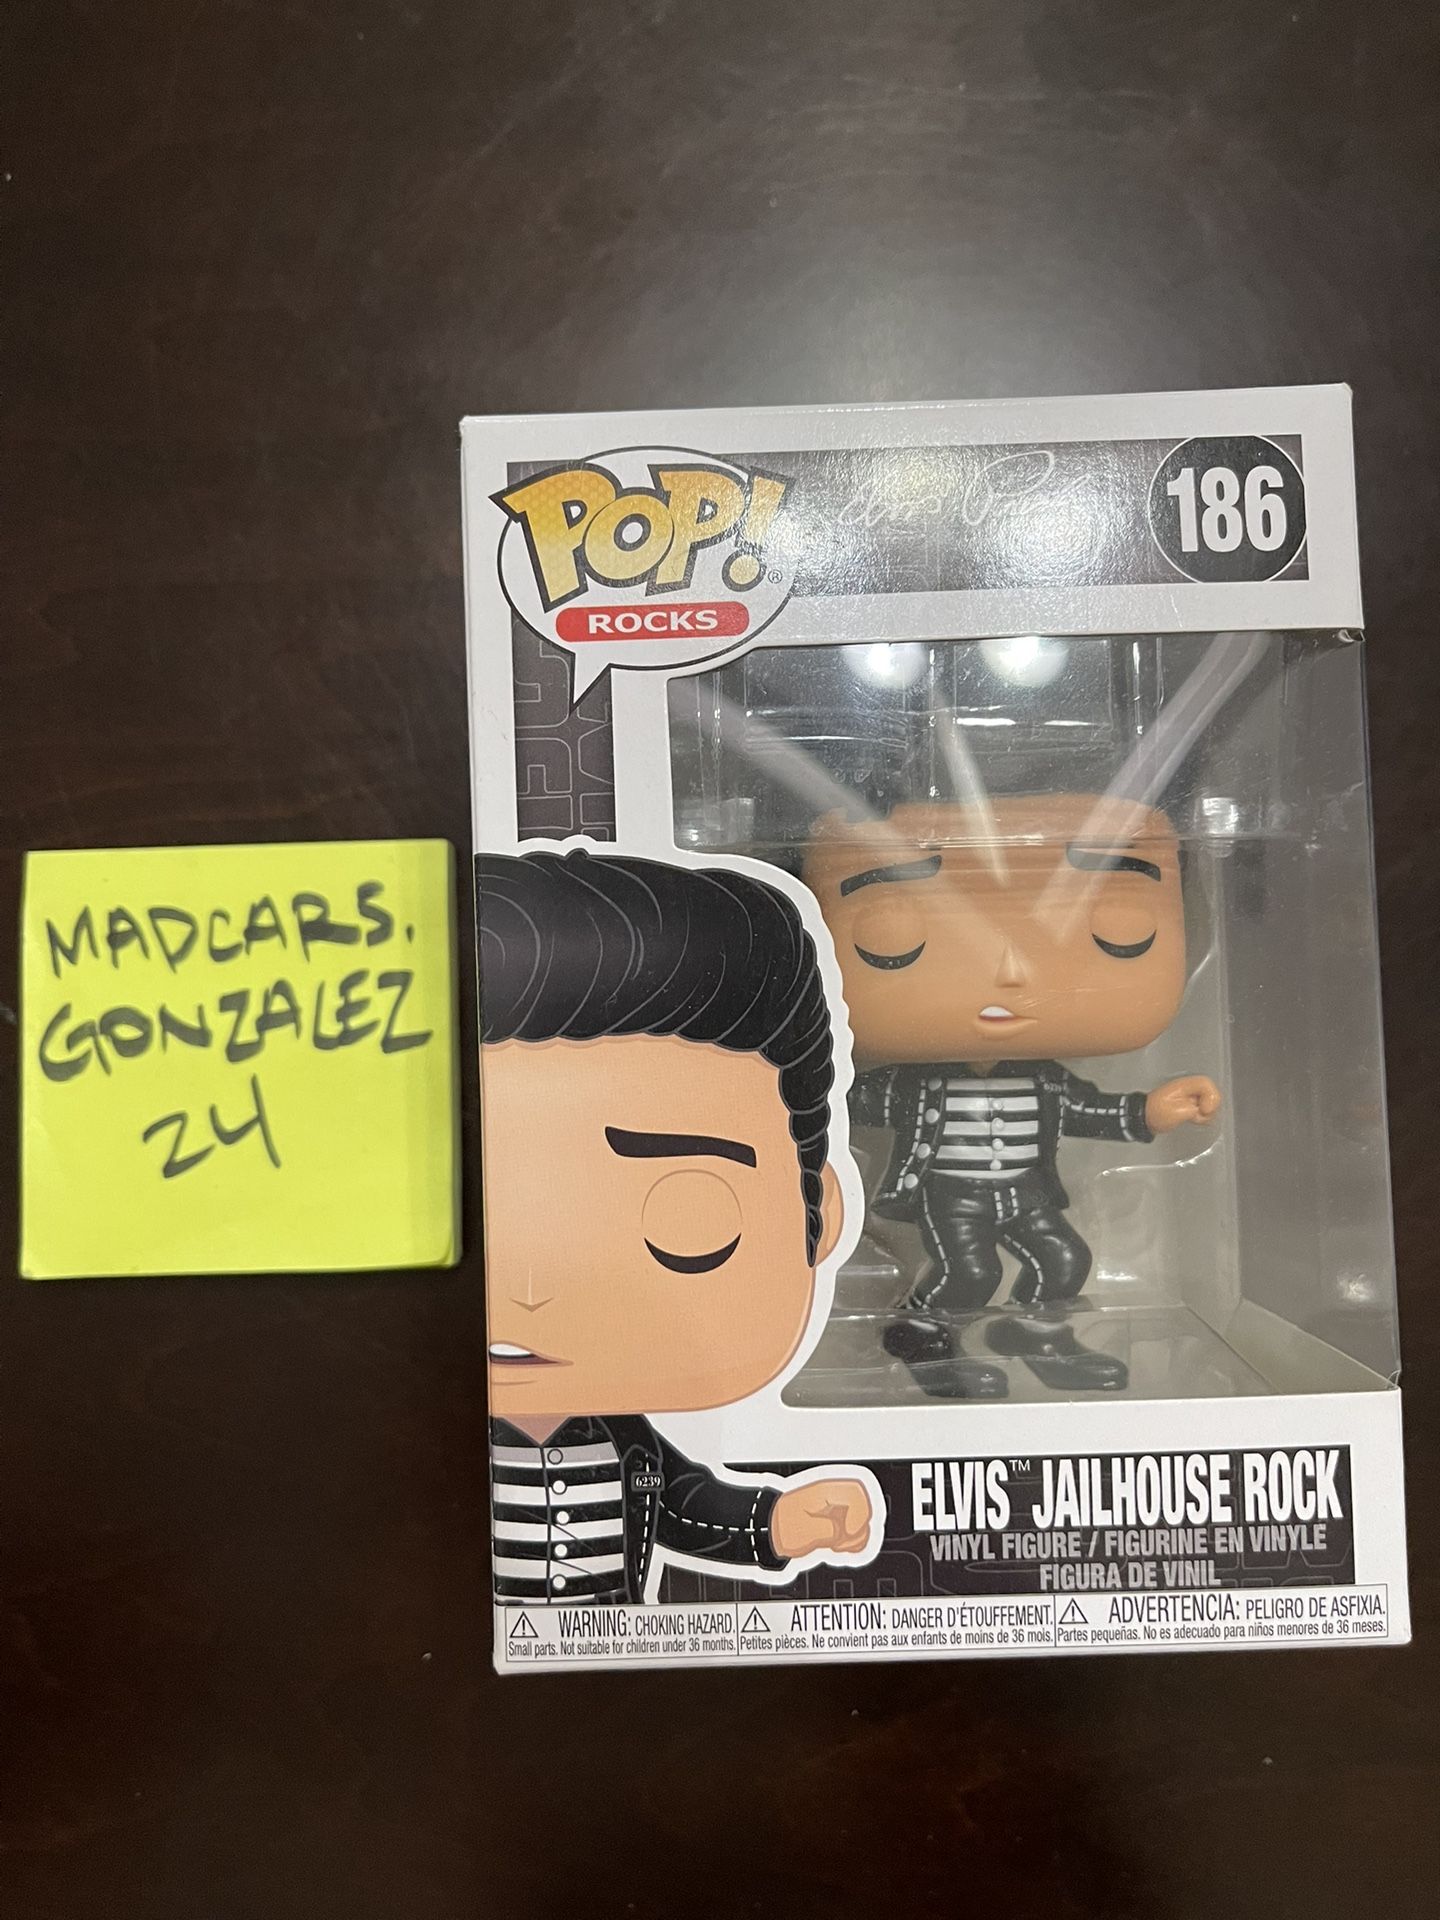 POP!®
ROCKS
Elvis Presley
186
MADCARS.
GONZALEZ
24
6239
6239
ELVIS™ JAILHOUSE ROCK
VINYL FIGURE / FIGURINE EN VINYLE
FIGURA DE VINIL
WARNING: CHOKING HAZARD.
Small parts. Not suitable for children under 36 months.
ATTENTION: DANGER D'ÉTOUFFEMENT.
Petites pièces. Ne convient pas aux enfants de moins de 36 mois.
ADVERTENCIA: PELIGRO DE ASFIXIA.
Partes pequeñas. No es adecuado para niños menores de 36 meses.